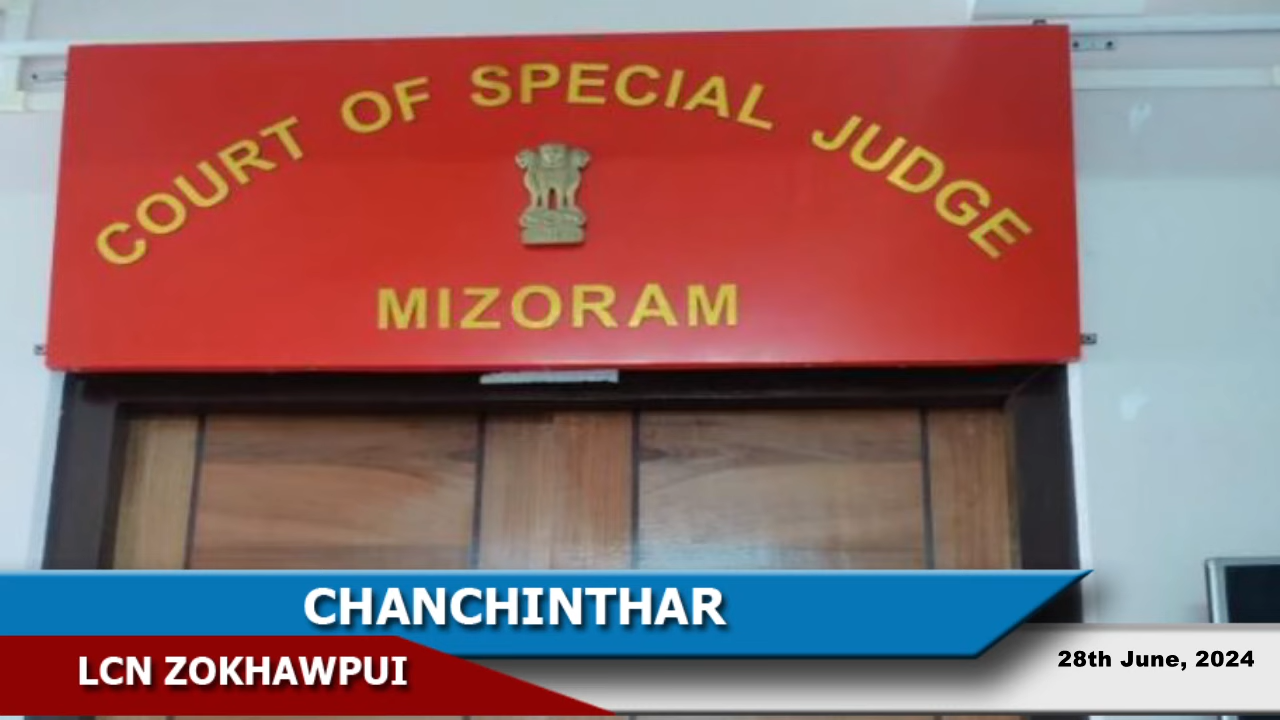 COURT OF SPECIAL JUDGE
MIZORAM
CHANCHINTHAR
LCN ZOKHAWPUI
28th June, 2024